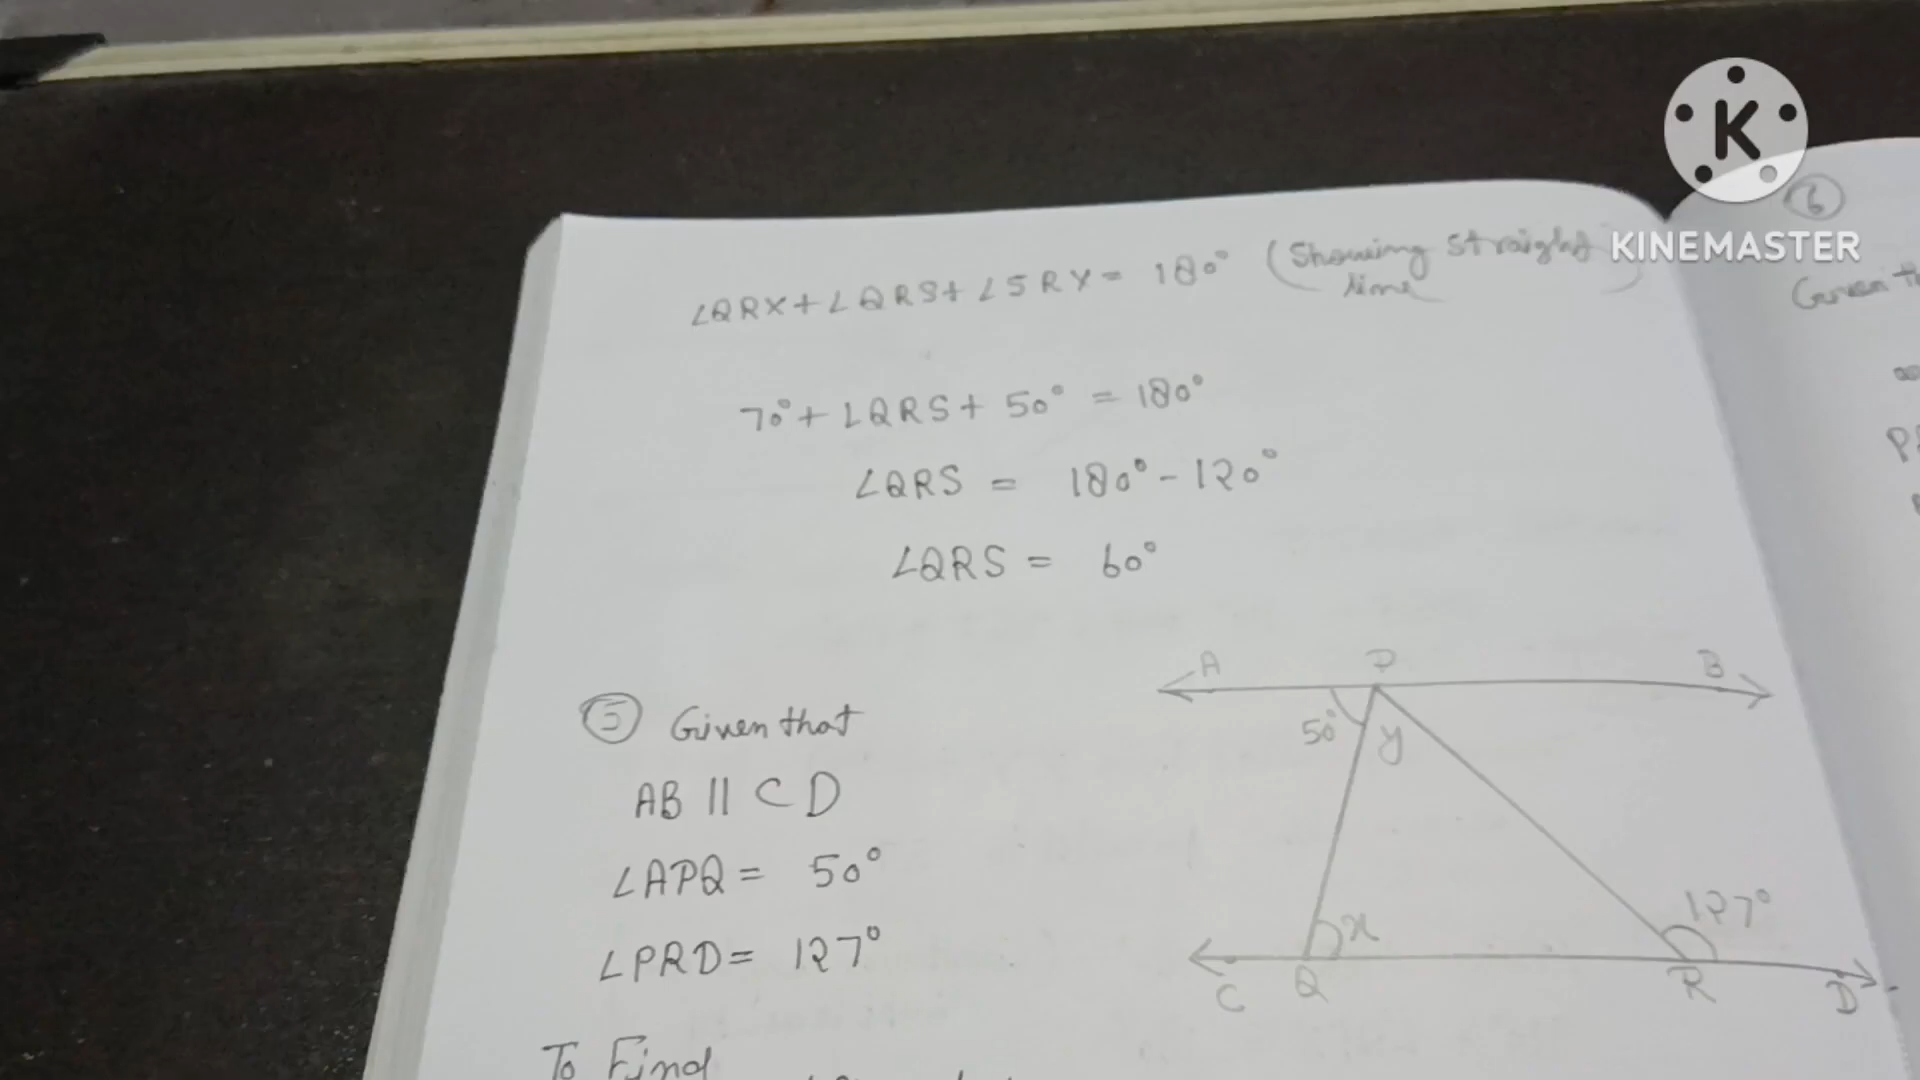 K
KINEMASTER
∠QRX + ∠QRS + ∠SRY = 180° (Showing straight line)
70° + ∠QRS + 50° = 180°
∠QRS = 180° - 120°
∠QRS = 60°
⑤ Given that
AB || CD
∠APQ = 50°
∠PRD = 127°
To Find
A P B
50° y
x 127°
C Q R D
⑥